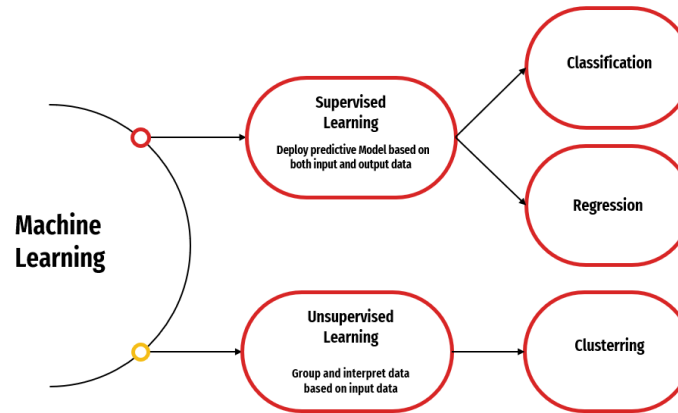 Machine
Learning
Supervised
Learning
Deploy predictive Model based on
both input and output data
Classification
Regression
Unsupervised
Learning
Group and interpret data
based on input data
Clusterring